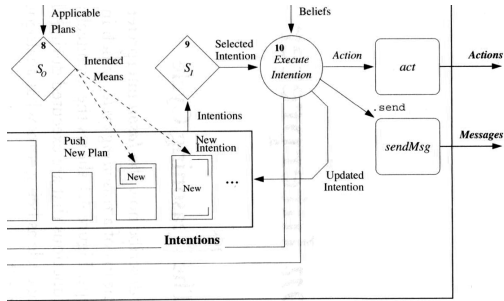 Applicable
Plans
Beliefs
8
S_O
Intended
Means
9
S_I
Selected
Intention
10
Execute
Intention
Action
act
Actions
Intentions
.send
Messages
sendMsg
Push
New Plan
New
Intention
New
New
...
Updated
Intention
Intentions